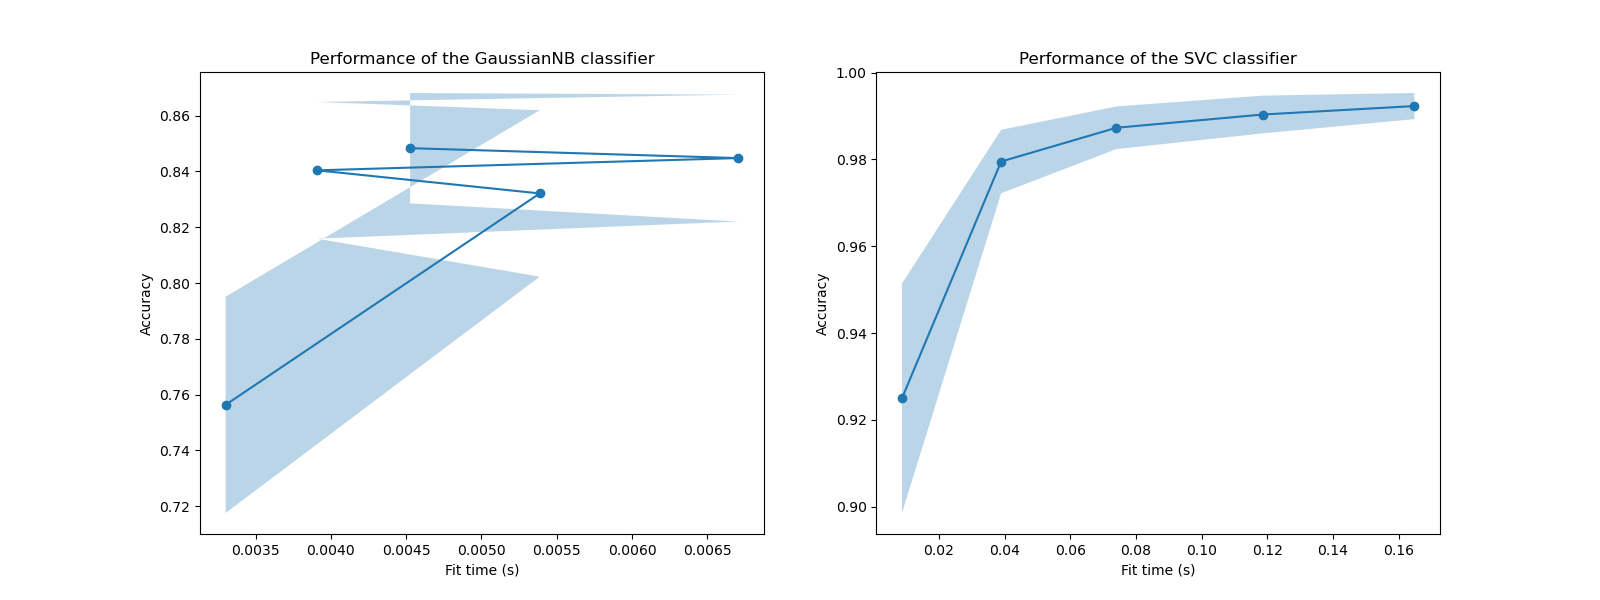 Performance of the GaussianNB classifier
Accuracy
0.86
0.84
0.82
0.80
0.78
0.76
0.74
0.72
0.0035 0.0040 0.0045 0.0050 0.0055 0.0060 0.0065
Fit time (s)
Performance of the SVC classifier
Accuracy
1.00
0.98
0.96
0.94
0.92
0.90
0.02 0.04 0.06 0.08 0.10 0.12 0.14 0.16
Fit time (s)